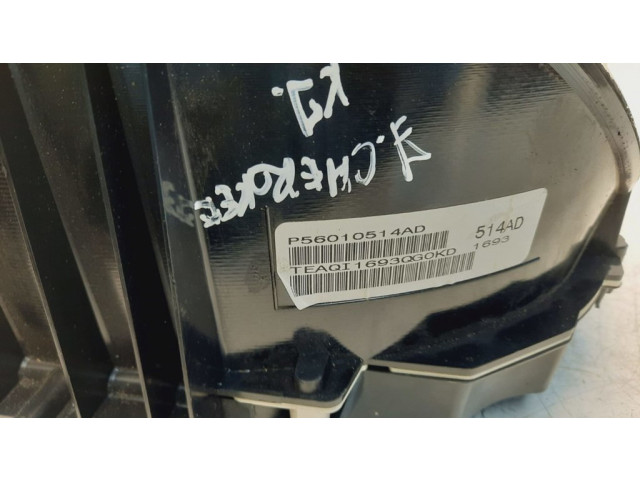 J. CHEROKEE
KJ.
P56010514AD
514AD
TEAQI1693QG0KD
1693